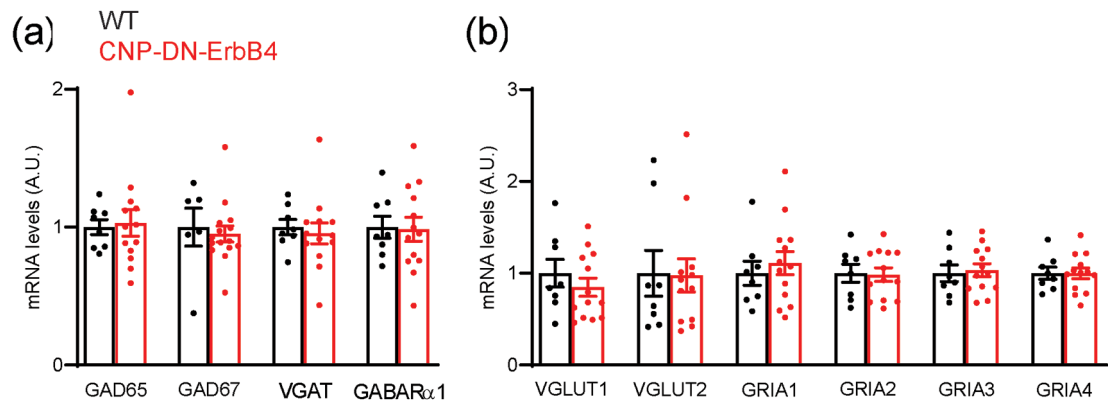 (a)
WT
CNP-DN-ErbB4
mRNA levels (A.U.)
2
1
0
GAD65 GAD67 VGAT GABARα1
(b)
mRNA levels (A.U.)
3
2
1
0
VGLUT1 VGLUT2 GRIA1 GRIA2 GRIA3 GRIA4